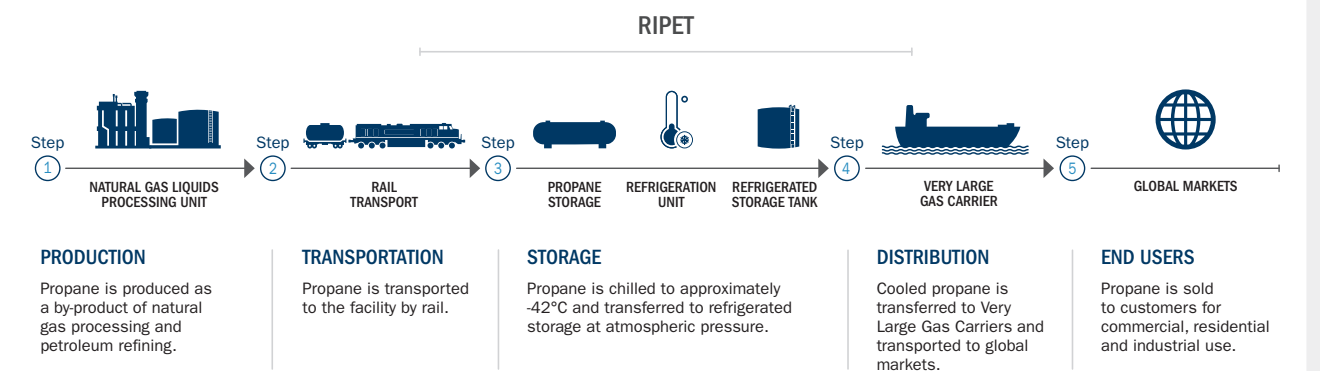 RIPET
Step
1
NATURAL GAS LIQUIDS
PROCESSING UNIT
Step
2
RAIL
TRANSPORT
Step
3
PROPANE
STORAGE
REFRIGERATION
UNIT
REFRIGERATED
STORAGE TANK
Step
4
VERY LARGE
GAS CARRIER
Step
5
GLOBAL MARKETS
PRODUCTION
Propane is produced as
a by-product of natural
gas processing and
petroleum refining.
TRANSPORTATION
Propane is transported
to the facility by rail.
STORAGE
Propane is chilled to approximately
-42°C and transferred to refrigerated
storage at atmospheric pressure.
DISTRIBUTION
Cooled propane is
transferred to Very
Large Gas Carriers and
transported to global
markets.
END USERS
Propane is sold
to customers for
commercial, residential
and industrial use.